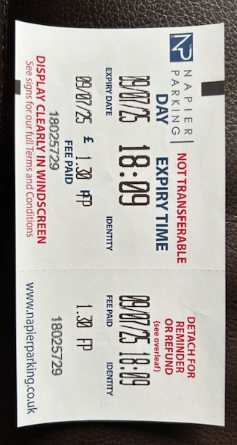 NAPIER
PARKING
NOT TRANSFERABLE
DAY EXPIRY TIME
09/07/25 18:09
EXPIRY DATE IDENTITY
09/07/25 £ 1.30 PP
FEE PAID
18025729
DISPLAY CLEARLY IN WINDSCREEN
See signs for our full Terms and Conditions
DETACH FOR
REMINDER
OR REFUND
(see overleaf)
09/07/25 18:09
FEE PAID IDENTITY
1.30 PP
18025729
www.napierparking.co.uk